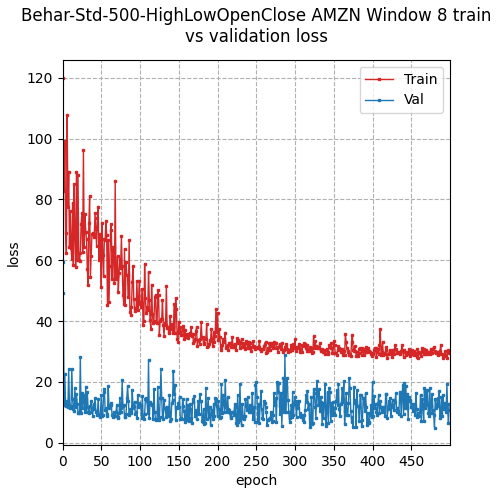 Behar-Std-500-HighLowOpenClose AMZN Window 8 train
vs validation loss
Train
Val
120
100
80
60
40
20
0
loss
0 50 100 150 200 250 300 350 400 450
epoch